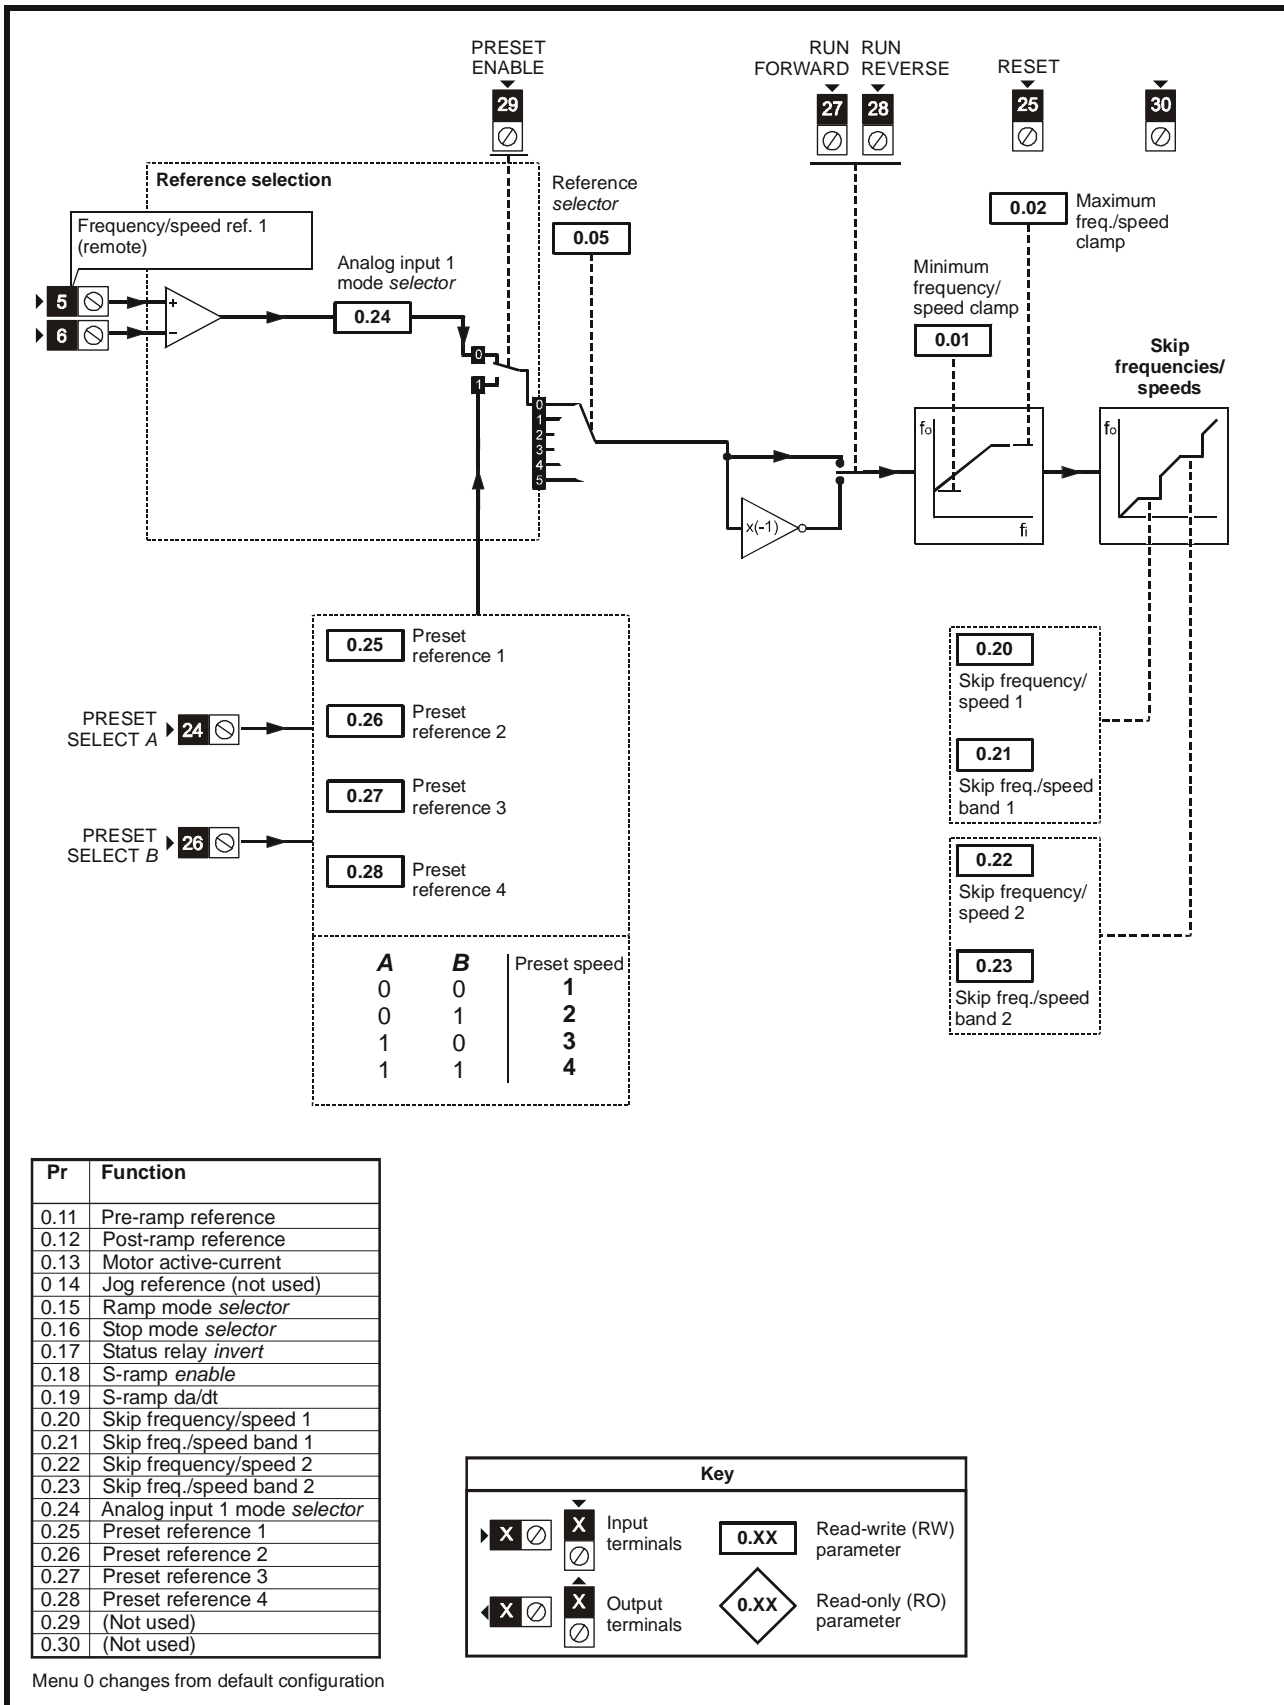 PRESET
ENABLE
29
RUN
FORWARD
RUN
REVERSE
27
28
RESET
25
30
Reference selection
Frequency/speed ref. 1
(remote)
5
6
+
−
Analog input 1
mode selector
0.24
0
1
Reference
selector
0.05
0
1
2
3
4
5
x(-1)
Minimum
frequency/
speed clamp
0.01
0.02
Maximum
freq./speed
clamp
fo
fi
Skip
frequencies/
speeds
fo
PRESET
SELECT A
24
PRESET
SELECT B
26
0.25
Preset
reference 1
0.26
Preset
reference 2
0.27
Preset
reference 3
0.28
Preset
reference 4
A B Preset speed
0 0 1
0 1 2
1 0 3
1 1 4
0.20
Skip frequency/
speed 1
0.21
Skip freq./speed
band 1
0.22
Skip frequency/
speed 2
0.23
Skip freq./speed
band 2
Pr Function
0.11 Pre-ramp reference
0.12 Post-ramp reference
0.13 Motor active-current
0 14 Jog reference (not used)
0.15 Ramp mode selector
0.16 Stop mode selector
0.17 Status relay invert
0.18 S-ramp enable
0.19 S-ramp da/dt
0.20 Skip frequency/speed 1
0.21 Skip freq./speed band 1
0.22 Skip frequency/speed 2
0.23 Skip freq./speed band 2
0.24 Analog input 1 mode selector
0.25 Preset reference 1
0.26 Preset reference 2
0.27 Preset reference 3
0.28 Preset reference 4
0.29 (Not used)
0.30 (Not used)
Menu 0 changes from default configuration
Key
X
X
Input
terminals
0.XX
Read-write (RW)
parameter
X
X
Output
terminals
0.XX
Read-only (RO)
parameter